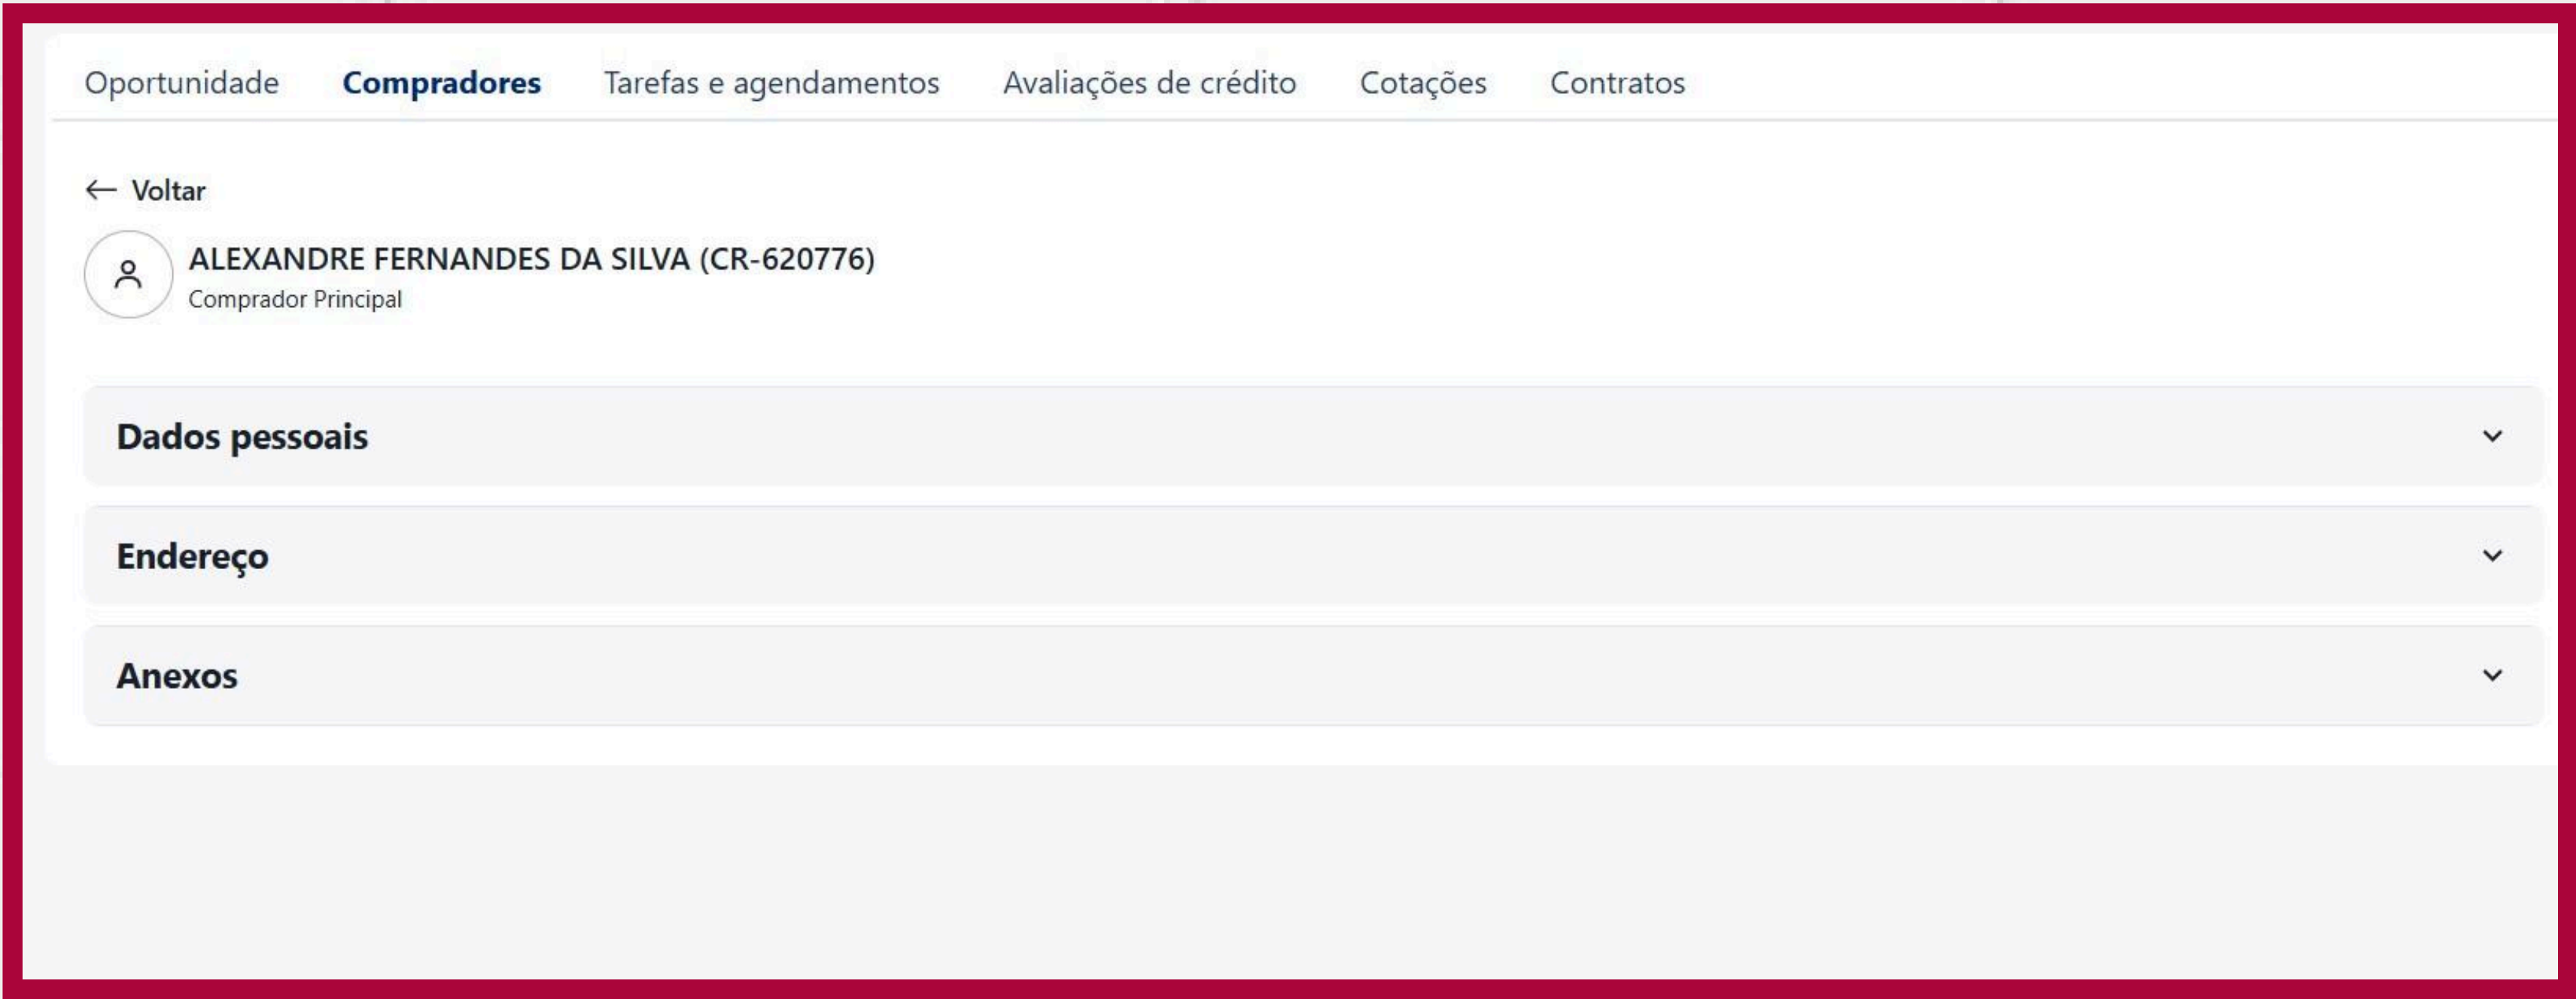 Oportunidade Compradores Tarefas e agendamentos Avaliações de crédito Cotações Contratos
← Voltar
ALEXANDRE FERNANDES DA SILVA (CR-620776)
Comprador Principal
Dados pessoais
Endereço
Anexos